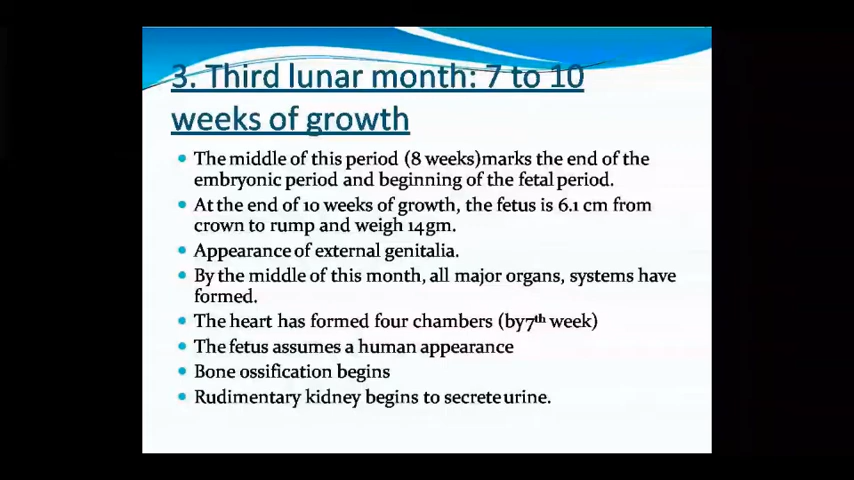 3. Third lunar month: 7 to 10
weeks of growth
• The middle of this period (8 weeks)marks the end of the
embryonic period and beginning of the fetal period.
• At the end of 10 weeks of growth, the fetus is 6.1 cm from
crown to rump and weigh 14gm.
• Appearance of external genitalia.
• By the middle of this month, all major organs, systems have
formed.
• The heart has formed four chambers (by7th week)
• The fetus assumes a human appearance
• Bone ossification begins
• Rudimentary kidney begins to secrete urine.